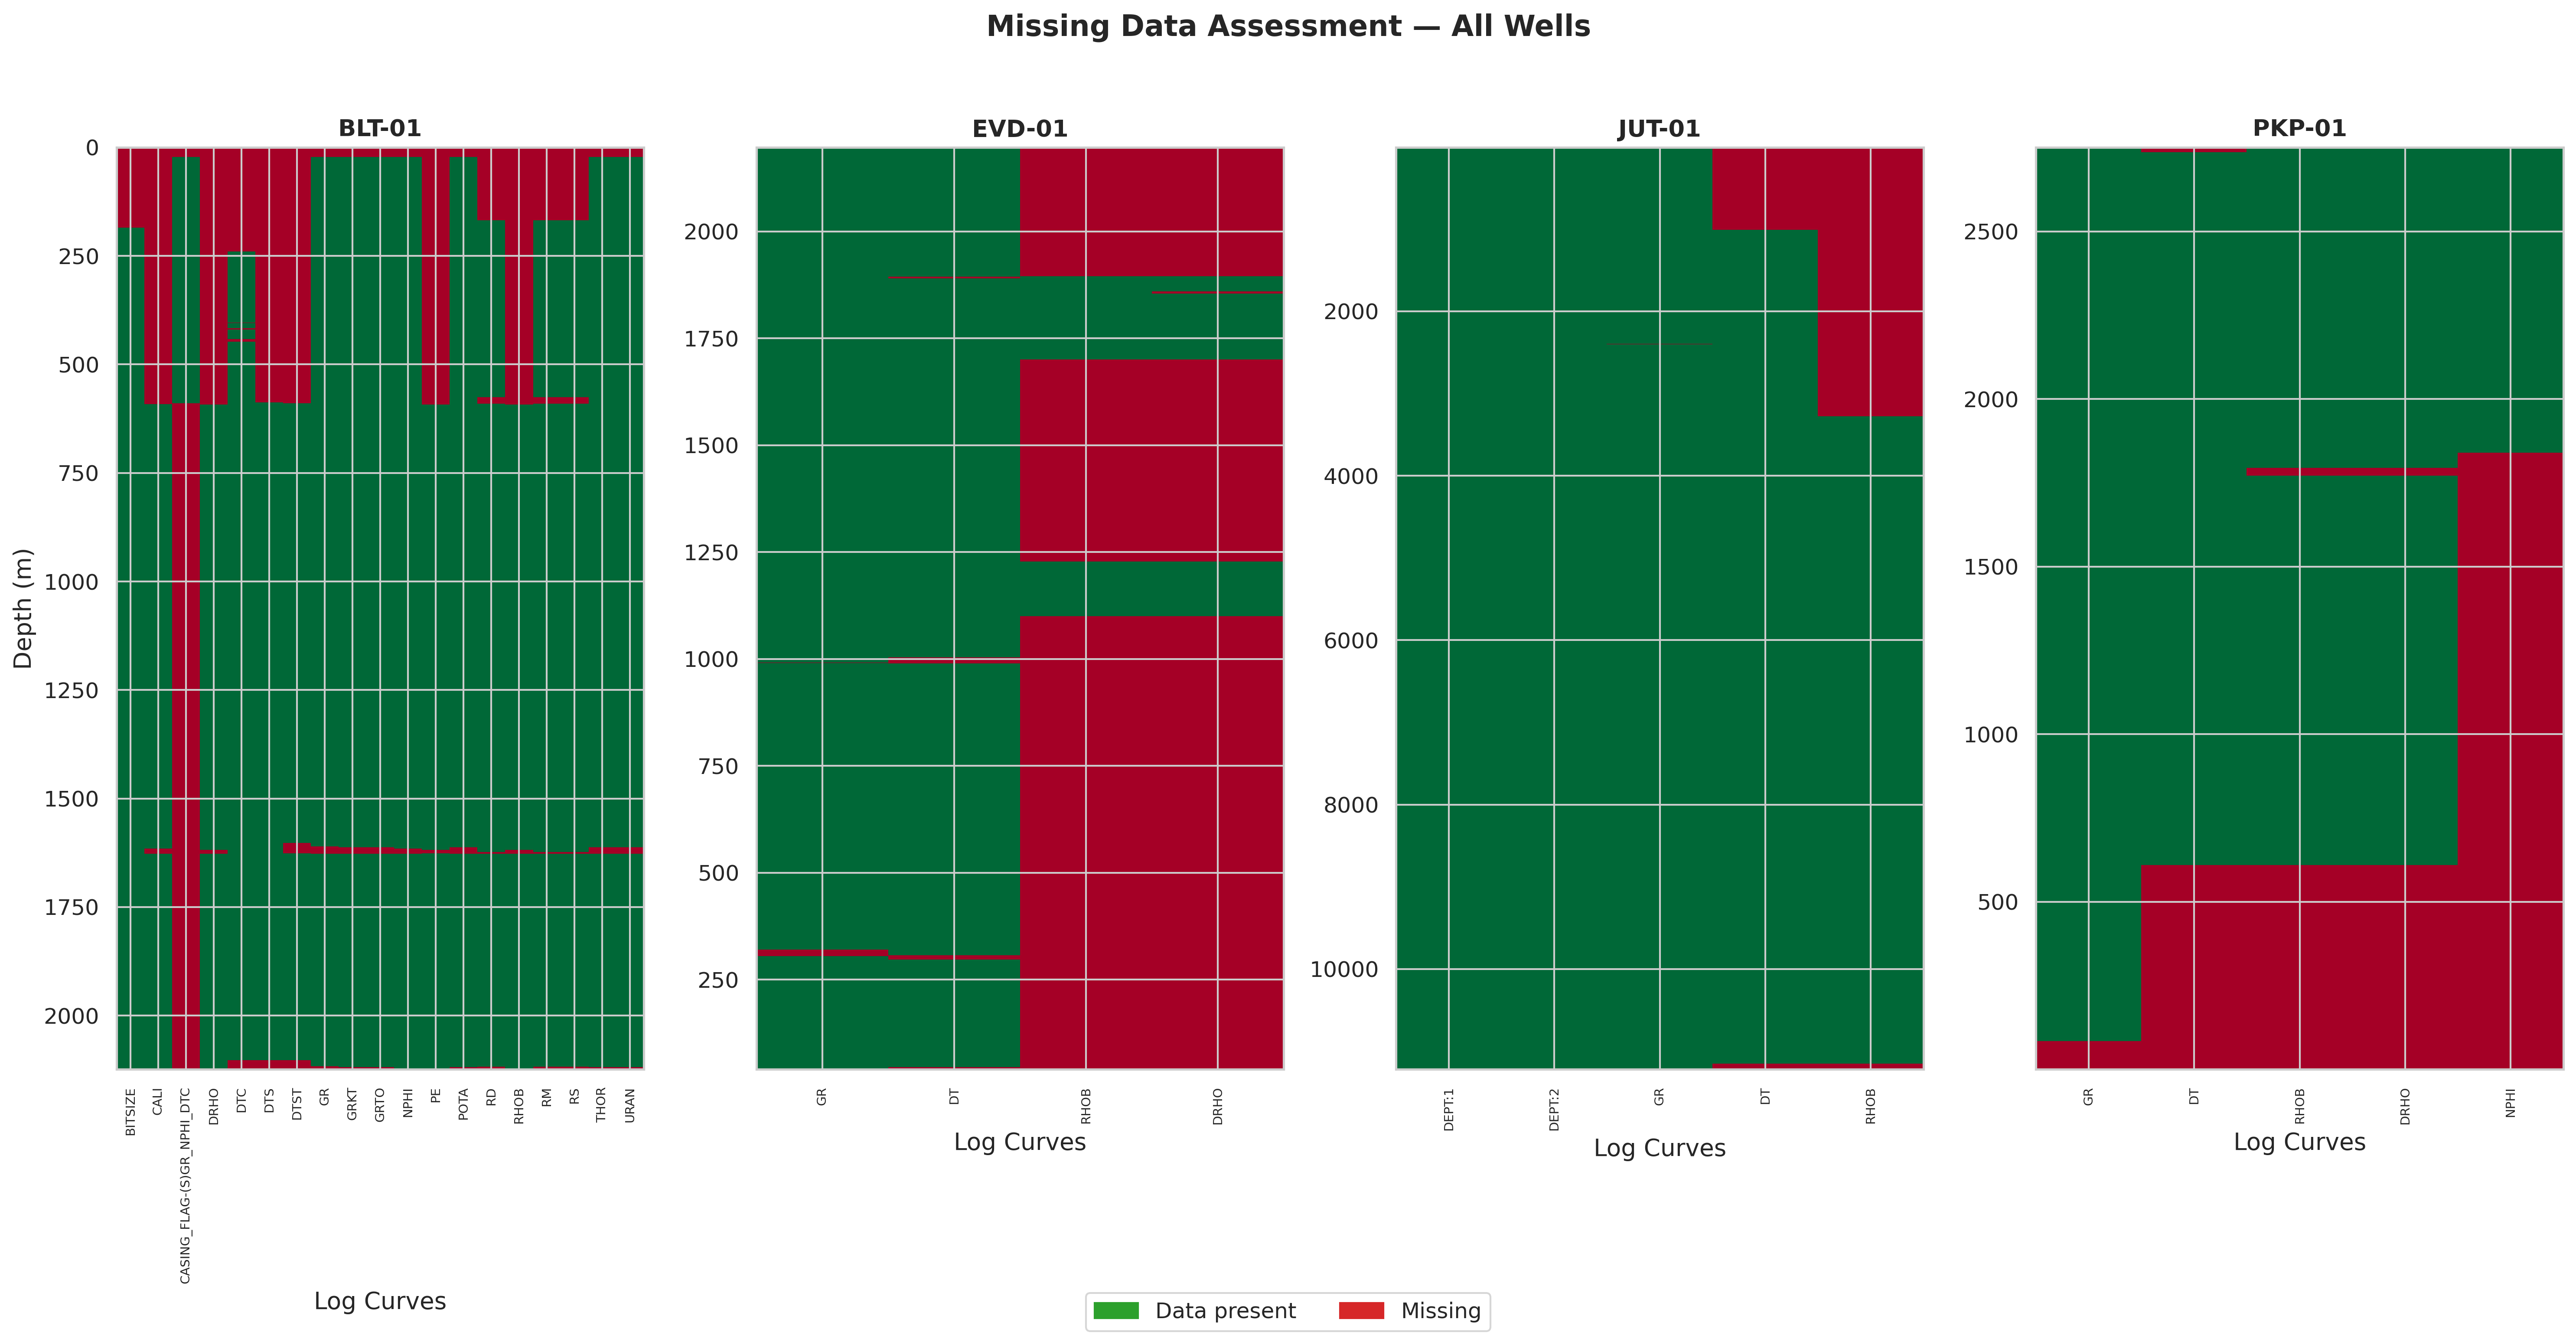 Missing Data Assessment — All Wells
BLT-01
0
250
500
750
1000
1250
1500
1750
2000
Depth (m)
BITSIZE
CALI
CASING_FLAG-(S)GR_NPHI_DTC
DRHO
DTC
DTS
DTST
GR
GRKT
GRTO
NPHI
PE
POTA
RD
RHOB
RM
RS
THOR
URAN
Log Curves
EVD-01
2000
1750
1500
1250
1000
750
500
250
GR
DT
RHOB
DRHO
Log Curves
JUT-01
2000
4000
6000
8000
10000
DEPT:1
DEPT:2
GR
DT
RHOB
Log Curves
PKP-01
2500
2000
1500
1000
500
GR
DT
RHOB
DRHO
NPHI
Log Curves
Data present
Missing